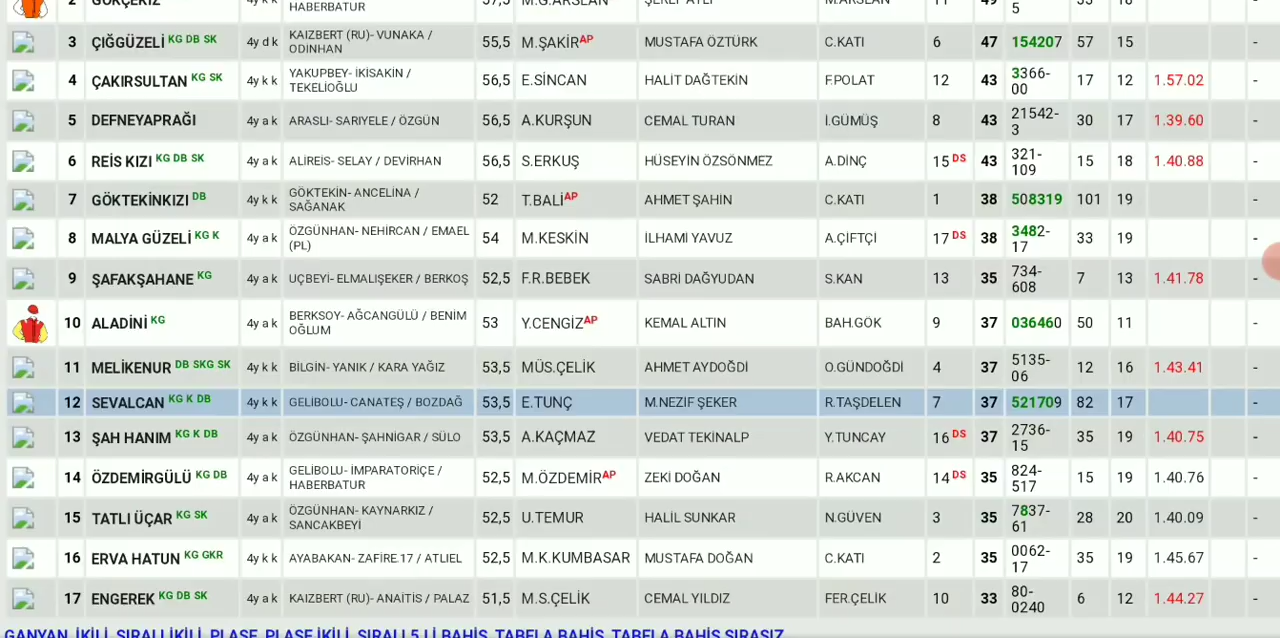 2 GÖKÇEKIZ HABERBATUR 57,5 M.G.ARSLAN ŞEREF ATLI M.ARSLAN 11 49 5 33 18
3 ÇIĞGÜZELİ KG DB SK 4y d k KAIZBERT (RU)- VUNAKA / ODINHAN 55,5 M.ŞAKİR AP MUSTAFA ÖZTÜRK C.KATI 6 47 154207 57 15 -
4 ÇAKIRSULTAN KG SK 4y k k YAKUPBEY- İKİSAKİN / TEKELİOĞLU 56,5 E.SİNCAN HALİT DAĞTEKİN F.POLAT 12 43 3366-00 17 12 1.57.02 -
5 DEFNEYAPRAĞI 4y a k ARASLI- SARIYELE / ÖZGÜN 56,5 A.KURŞUN CEMAL TURAN İ.GÜMÜŞ 8 43 21542-3 30 17 1.39.60 -
6 REİS KIZI KG DB SK 4y a k ALİREİS- SELAY / DEVİRHAN 56,5 S.ERKUŞ HÜSEYİN ÖZSÖNMEZ A.DİNÇ 15 DS 43 321-109 15 18 1.40.88 -
7 GÖKTEKİNKIZI DB 4y k k GÖKTEKİN- ANCELİNA / SAĞANAK 52 T.BALİ AP AHMET ŞAHIN C.KATI 1 38 508319 101 19 -
8 MALYA GÜZELİ KG K 4y a k ÖZGÜNHAN- NEHİRCAN / EMAEL (PL) 54 M.KESKİN İLHAMİ YAVUZ A.ÇİFTÇİ 17 DS 38 3482-17 33 19 -
9 ŞAFAKŞAHANE KG 4y a k UÇBEYİ- ELMALIŞEKER / BERKOŞ 52,5 F.R.BEBEK SABRİ DAĞYUDAN S.KAN 13 35 734-608 7 13 1.41.78 -
10 ALADİNİ KG 4y a k BERKSOY- AĞCANGÜLÜ / BENİM OĞLUM 53 Y.CENGİZ AP KEMAL ALTIN BAH.GÖK 9 37 036460 50 11 -
11 MELİKENUR DB SKG SK 4y k k BİLGİN- YANIK / KARA YAĞIZ 53,5 MÜS.ÇELİK AHMET AYDOĞDİ O.GÜNDOĞDİ 4 37 5135-06 12 16 1.43.41 -
12 SEVALCAN KG K DB 4y k k GELİBOLU- CANATEŞ / BOZDAĞ 53,5 E.TUNÇ M.NEZIF ŞEKER R.TAŞDELEN 7 37 521709 82 17 -
13 ŞAH HANIM KG K DB 4y a k ÖZGÜNHAN- ŞAHNİGAR / SÜLO 53,5 A.KAÇMAZ VEDAT TEKİNALP Y.TUNCAY 16 DS 37 2736-15 35 19 1.40.75 -
14 ÖZDEMİRGÜLÜ KG DB 4y a k GELİBOLU- İMPARATORİÇE / HABERBATUR 52,5 M.ÖZDEMİR AP ZEKİ DOĞAN R.AKCAN 14 DS 35 824-517 15 19 1.40.76 -
15 TATLI UÇAR KG SK 4y a k ÖZGÜNHAN- KAYNARKIZ / SANCAKBEYİ 52,5 U.TEMUR HALİL SUNKAR N.GÜVEN 3 35 7837-61 28 20 1.40.09 -
16 ERVA HATUN KG GKR 4y k k AYABAKAN- ZAFİRE.17 / ATLIEL 52,5 M.K.KUMBASAR MUSTAFA DOĞAN C.KATI 2 35 0062-17 35 19 1.45.67 -
17 ENGEREK KG DB SK 4y a k KAIZBERT (RU)- ANAİTİS / PALAZ 51,5 M.S.ÇELİK CEMAL YILDIZ FER.ÇELİK 10 33 80-0240 6 12 1.44.27 -
GANYAN, İKİLİ, SIRALI İKİLİ, PLASE, PLASE İKİLİ, SIRALI 5 Lİ BAHİS, TABELA BAHİS, TABELA BAHİS SIRASIZ